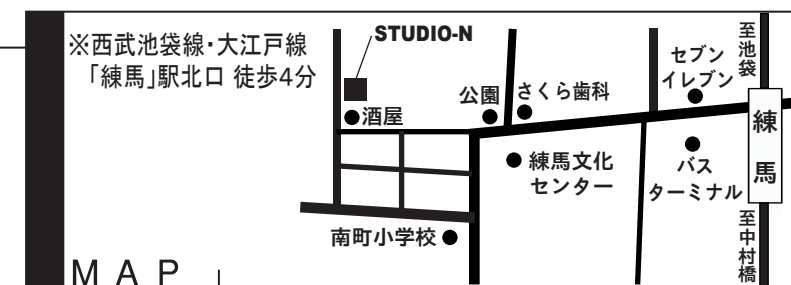 ※西武池袋線・大江戸線
「練馬」駅北口 徒歩4分
STUDIO-N
酒屋
公園
さくら歯科
セブン
イレブン
至池袋
練馬
練馬文化
センター
バス
ターミナル
南町小学校
至中村橋
MAP